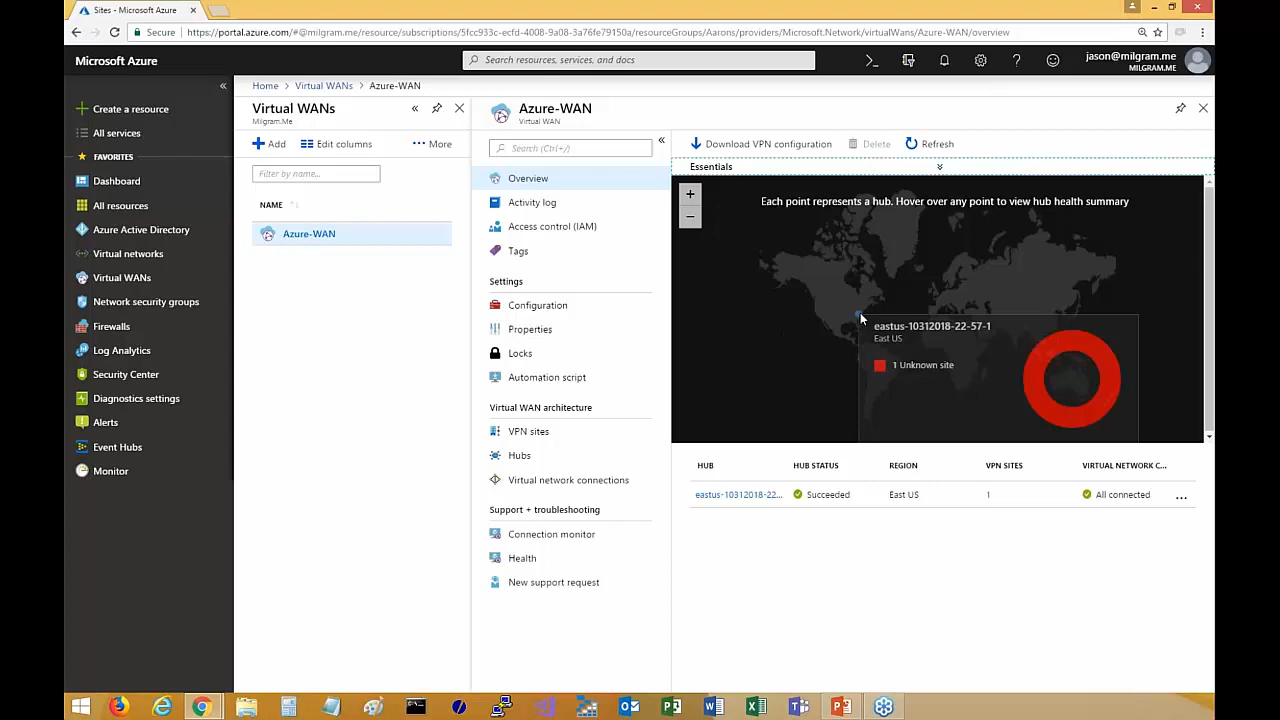 Sites - Microsoft Azure
Secure
https://portal.azure.com/#@milgram.me/resource/subscriptions/5fcc933c-ecfd-4008-9a08-3a76fe79150a/resourceGroups/Aarons/providers/Microsoft.Network/virtualWans/Azure-WAN/overview
Microsoft Azure
Search resources, services, and docs
jason@milgram.me
MILGRAM.ME
Create a resource
All services
FAVORITES
Dashboard
All resources
Azure Active Directory
Virtual networks
Virtual WANs
Network security groups
Firewalls
Log Analytics
Security Center
Diagnostics settings
Alerts
Event Hubs
Monitor
Home > Virtual WANs > Azure-WAN
Virtual WANs
Milgram.Me
Add
Edit columns
More
Filter by name...
NAME
Azure-WAN
Azure-WAN
Virtual WAN
Search (Ctrl+/)
Overview
Activity log
Access control (IAM)
Tags
Settings
Configuration
Properties
Locks
Automation script
Virtual WAN architecture
VPN sites
Hubs
Virtual network connections
Support + troubleshooting
Connection monitor
Health
New support request
Download VPN configuration
Delete
Refresh
Essentials
Each point represents a hub. Hover over any point to view hub health summary
eastus-10312018-22-57-1
East US
1 Unknown site
HUB HUB STATUS REGION VPN SITES VIRTUAL NETWORK C...
eastus-10312018-22... Succeeded East US 1 All connected ...